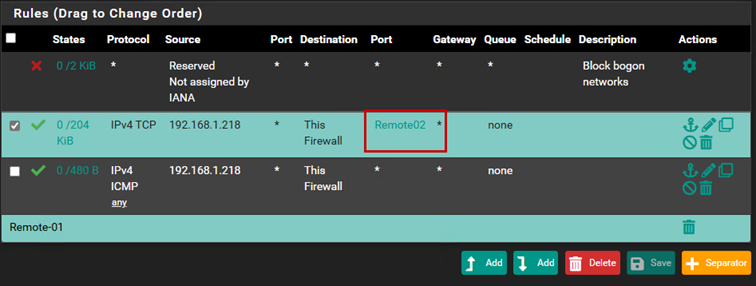 Rules (Drag to Change Order)
States Protocol Source Port Destination Port Gateway Queue Schedule Description Actions
0 /2 KiB * Reserved Not assigned by IANA * * * * * Block bogon networks
0 /204 KiB IPv4 TCP 192.168.1.218 * This Firewall Remote02 * none
0 /480 B IPv4 ICMP any 192.168.1.218 * This Firewall * * none
Remote-01
Add Add Delete Save Separator